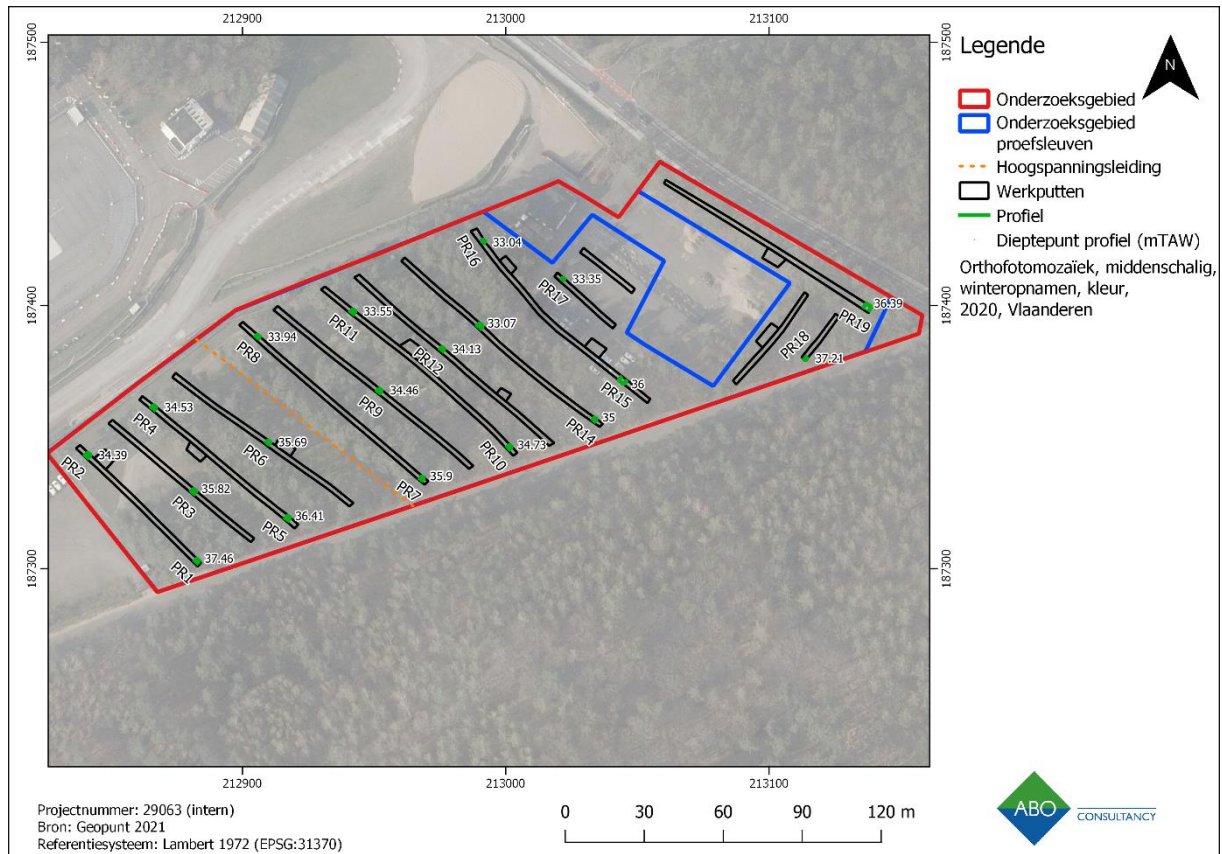 212900
213000
213100
187500
187500
187400
187400
187300
187300
212900
213000
213100
PR16
33.04
PR17
33.35
36.39
PR19
PR18
37.21
PR11
33.55
33.07
PR8
33.94
PR12
34.13
36
PR15
PR4
34.53
PR9
34.46
35
PR14
PR2
34.39
PR6
35.69
34.73
PR10
PR3
35.82
35.9
PR7
PR5
36.41
PR1
37.46
Legende
N
Onderzoeksgebied
Onderzoeksgebied
proefsleuven
Hoogspanningsleiding
Werkputten
Profiel
Dieptepunt profiel (mTAW)
Orthofotomozaïek, middenschalig,
winteropnamen, kleur,
2020, Vlaanderen
Projectnummer: 29063 (intern)
Bron: Geopunt 2021
Referentiesysteem: Lambert 1972 (EPSG:31370)
0 30 60 90 120 m
ABO
CONSULTANCY